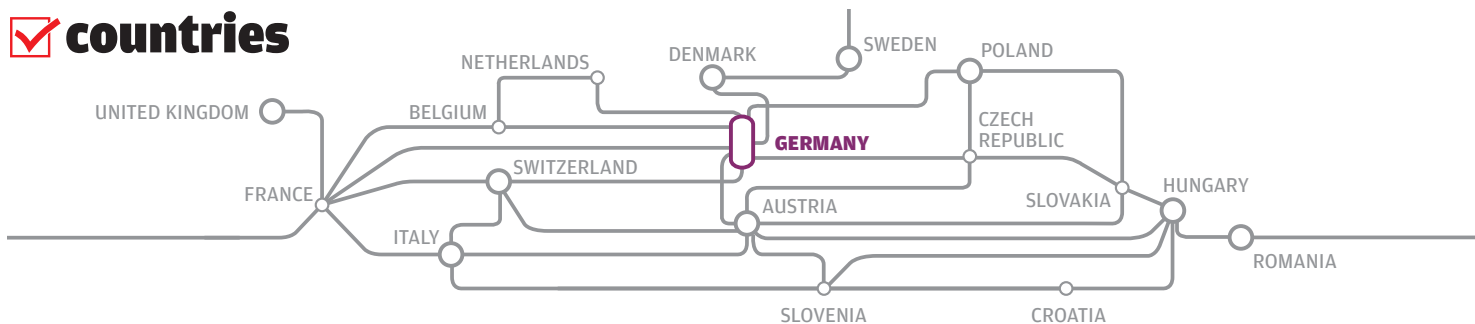 countries
SWEDEN
DENMARK
POLAND
NETHERLANDS
UNITED KINGDOM
BELGIUM
CZECH
REPUBLIC
GERMANY
SWITZERLAND
FRANCE
HUNGARY
SLOVAKIA
AUSTRIA
ITALY
ROMANIA
SLOVENIA
CROATIA